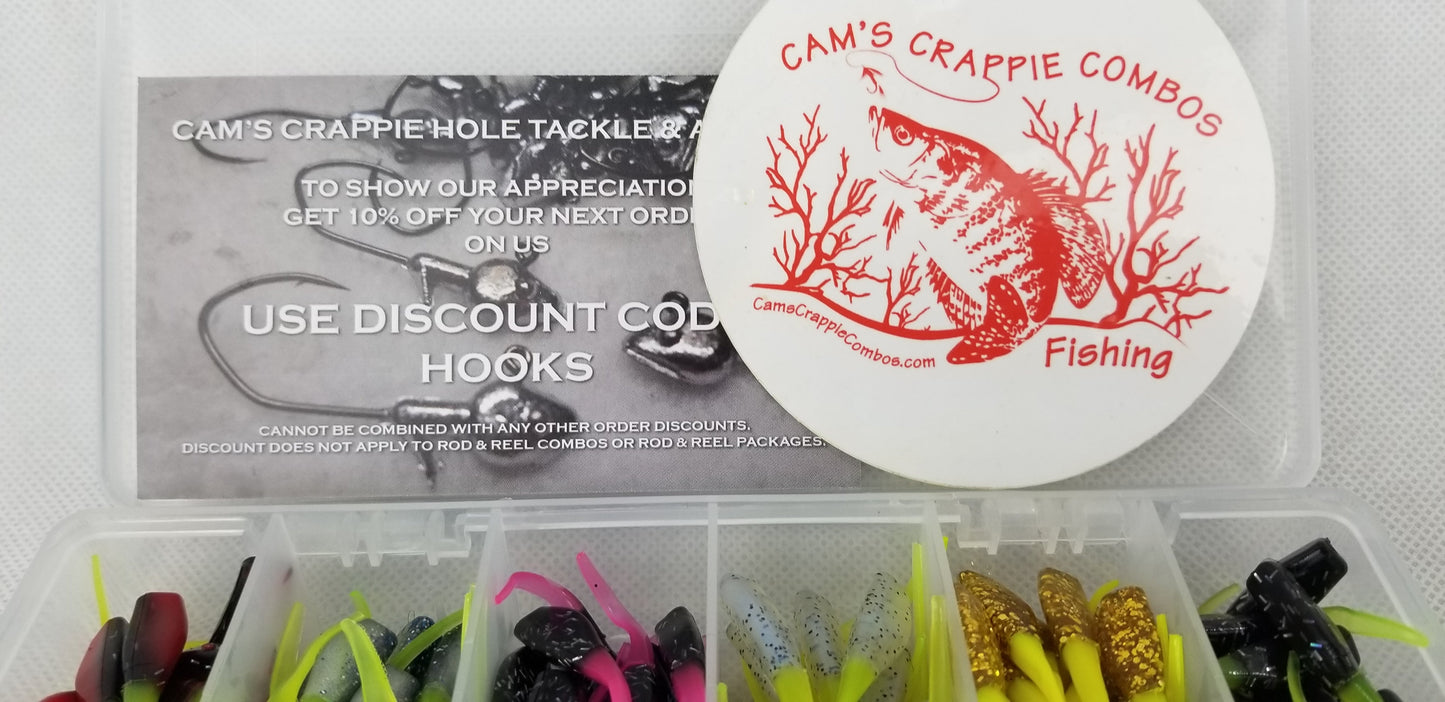 CAM'S CRAPPIE HOLE TACKLE & A
TO SHOW OUR APPRECIATION
GET 10% OFF YOUR NEXT ORDE
ON US
USE DISCOUNT COD
HOOKS
CANNOT BE COMBINED WITH ANY OTHER ORDER DISCOUNTS.
DISCOUNT DOES NOT APPLY TO ROD & REEL COMBOS OR ROD & REEL PACKAGES.
CAM'S CRAPPIE COMBOS
CamsCrappieCombos.com
Fishing